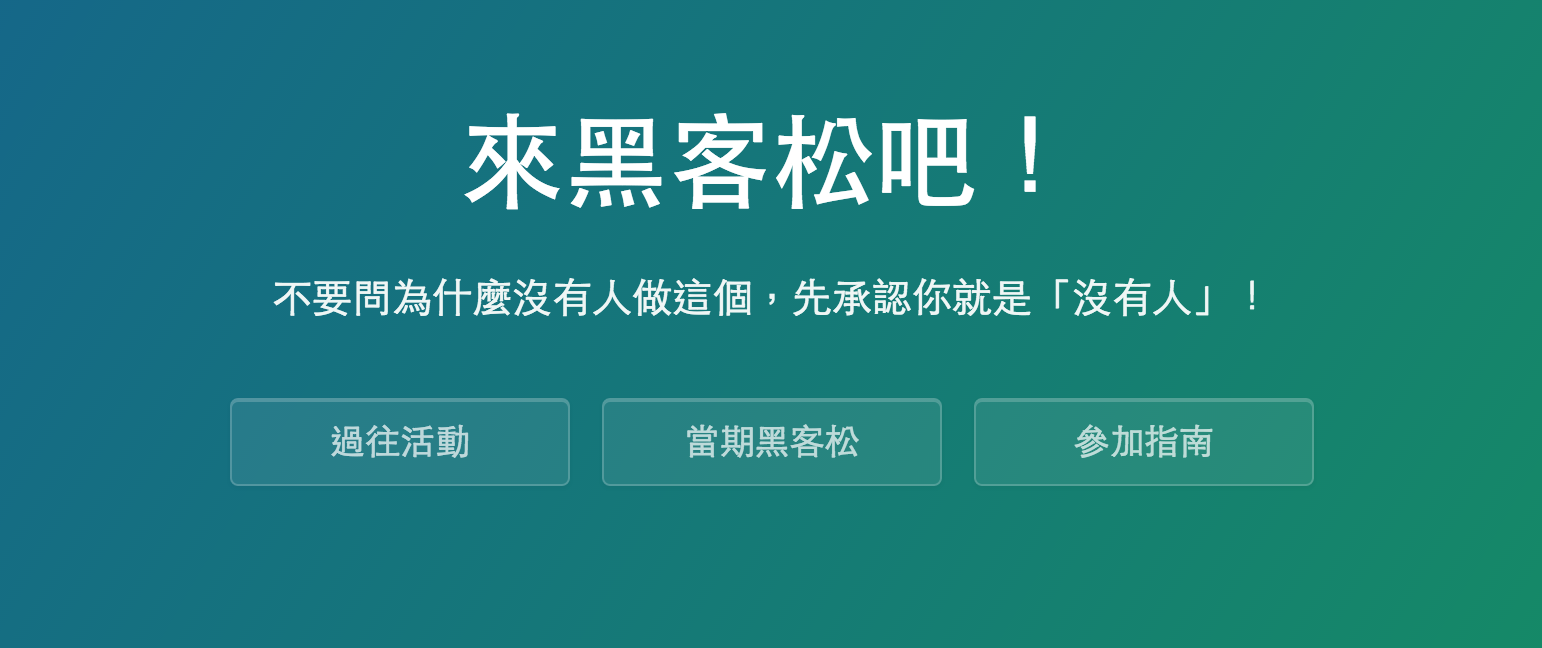 來黑客松吧！
不要問為什麼沒有人做這個，先承認你就是「沒有人」！
過往活動
當期黑客松
參加指南